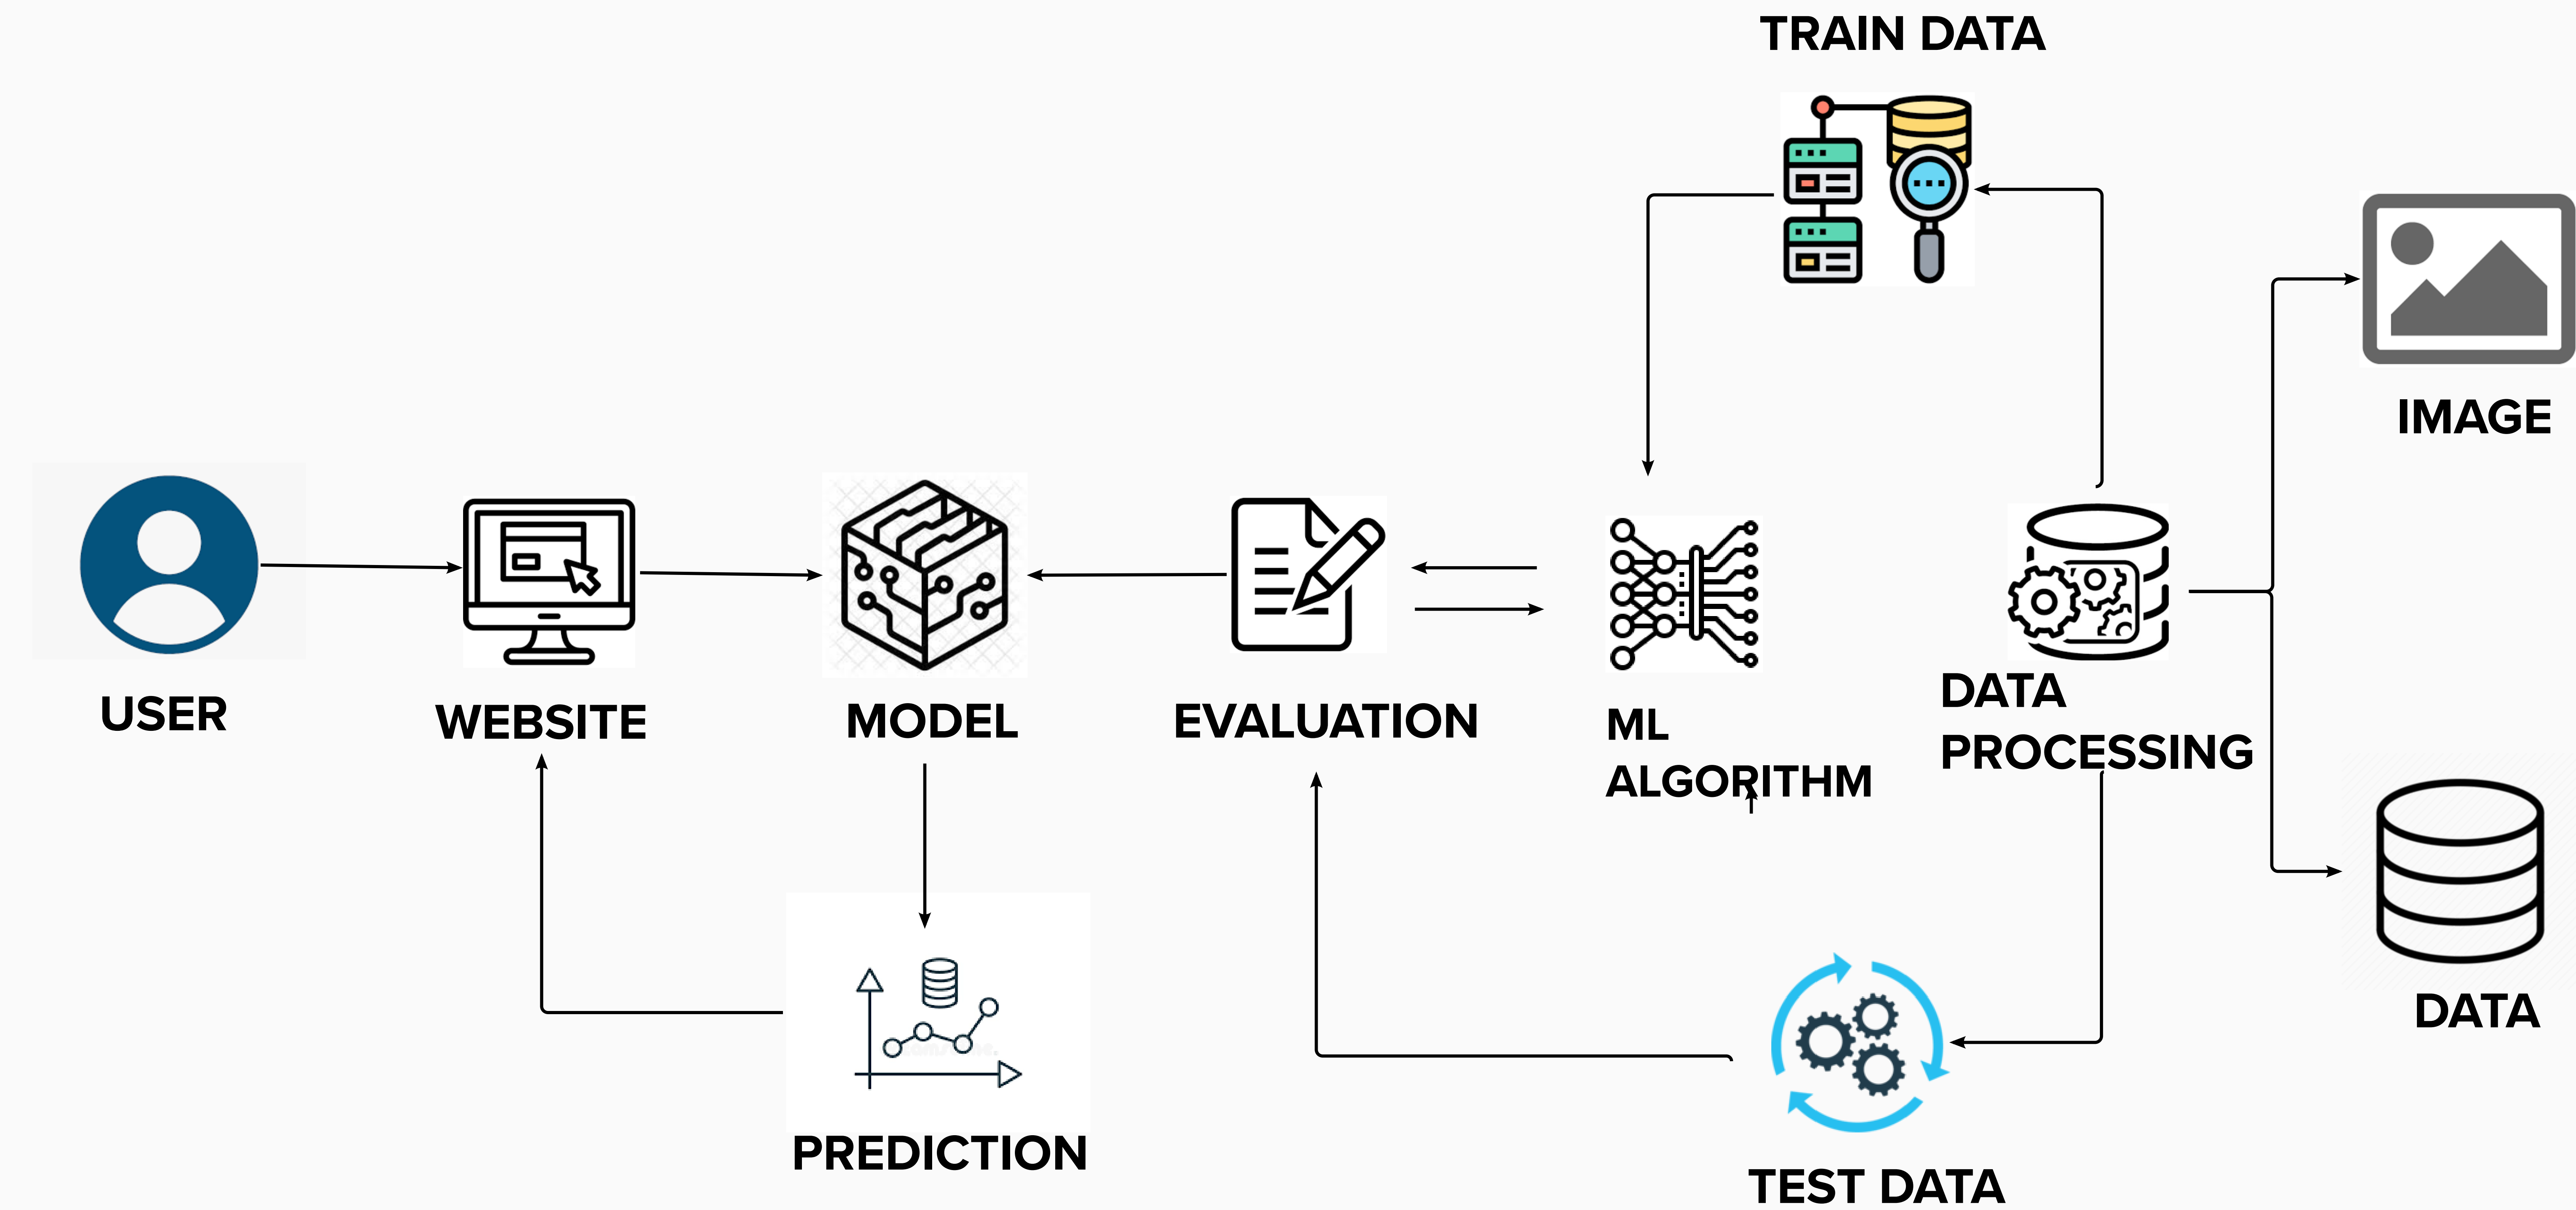 TRAIN DATA
IMAGE
USER
WEBSITE
MODEL
EVALUATION
ML
ALGORITHM
DATA
PROCESSING
DATA
PREDICTION
TEST DATA